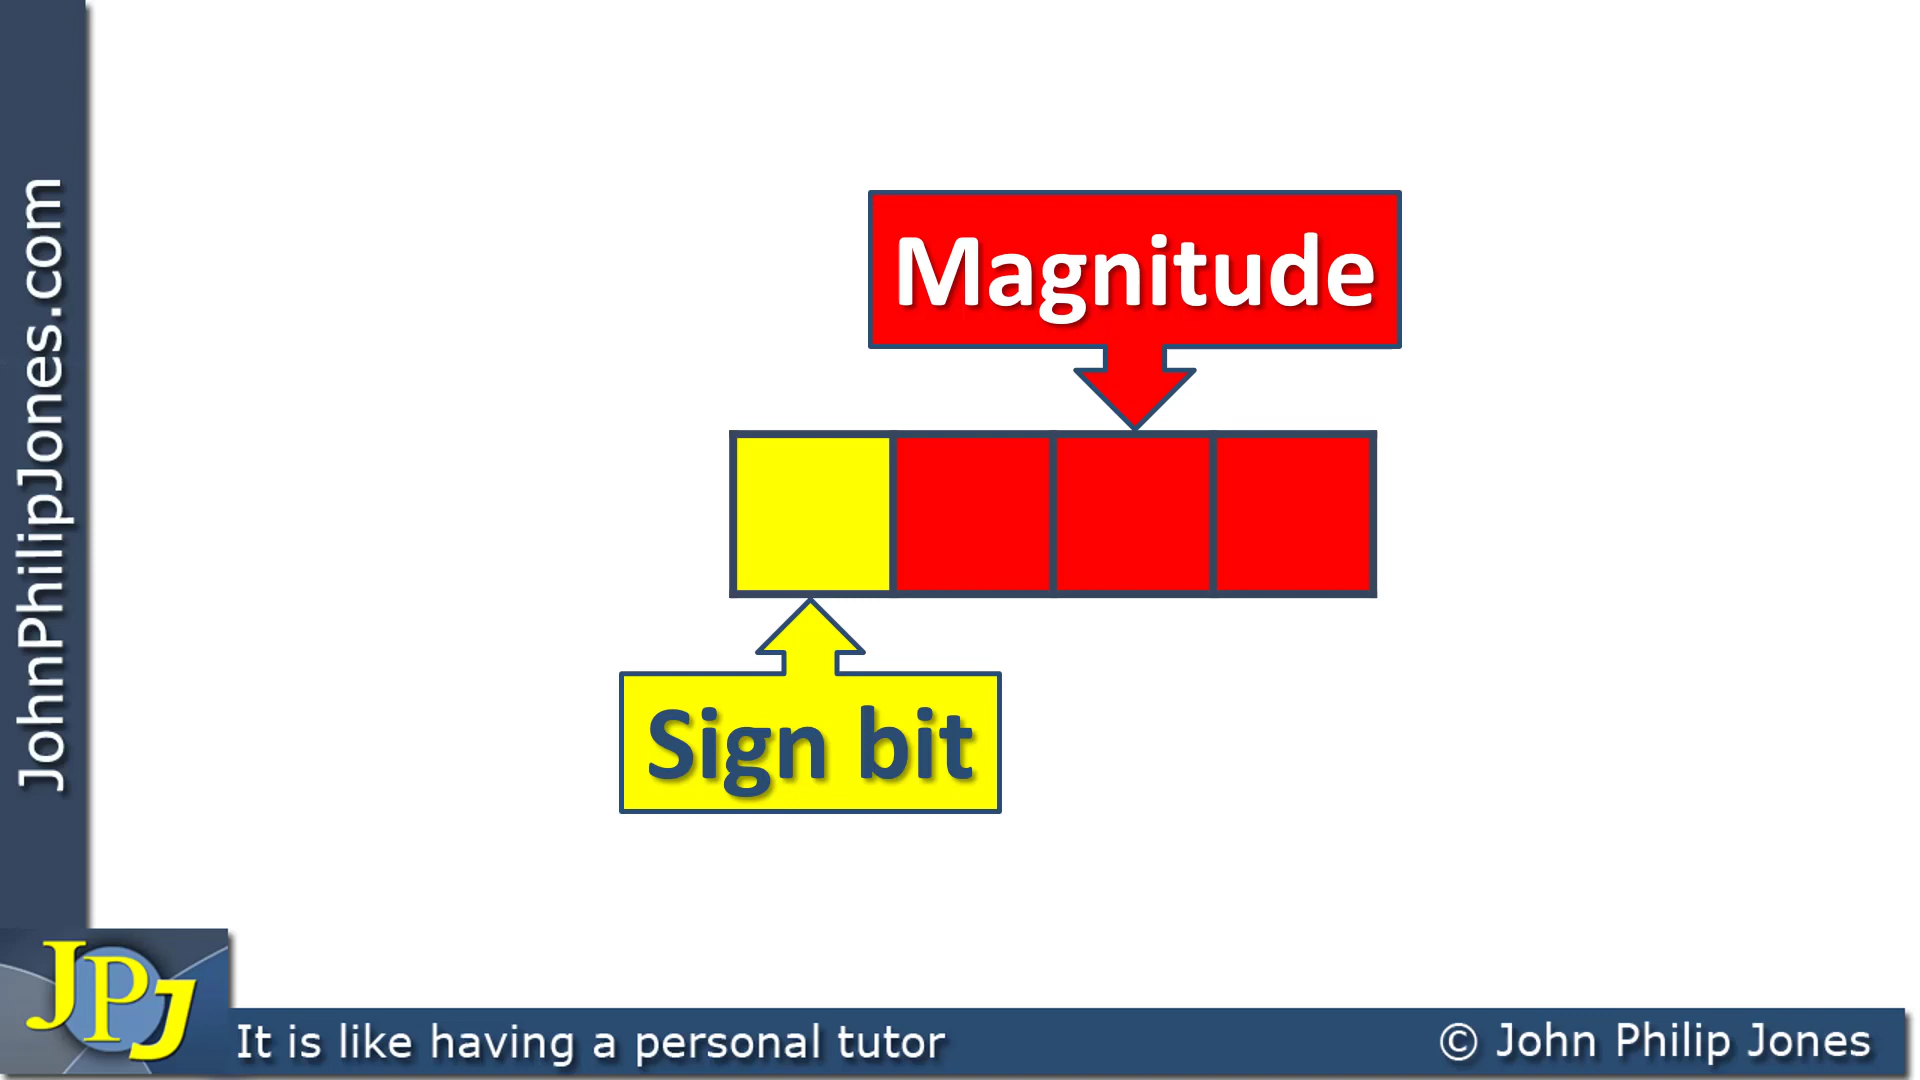 JohnPhilipJones.com
Magnitude
Sign bit
JPJ
It is like having a personal tutor
© John Philip Jones